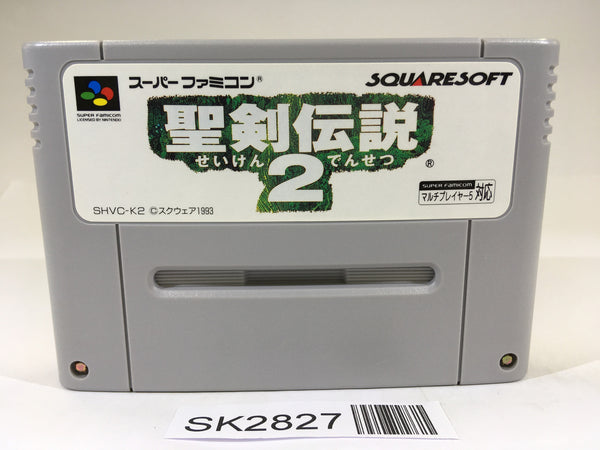 スーパーファミコン®
SQUARESOFT
SUPER FAMICOM
LICENSED BY NINTENDO
聖剣伝説
せいけん でんせつ
2
®
SUPER FAMICOM
マルチプレイヤー5 対応
SHVC-K2 ©スクウェア1993
SK2827